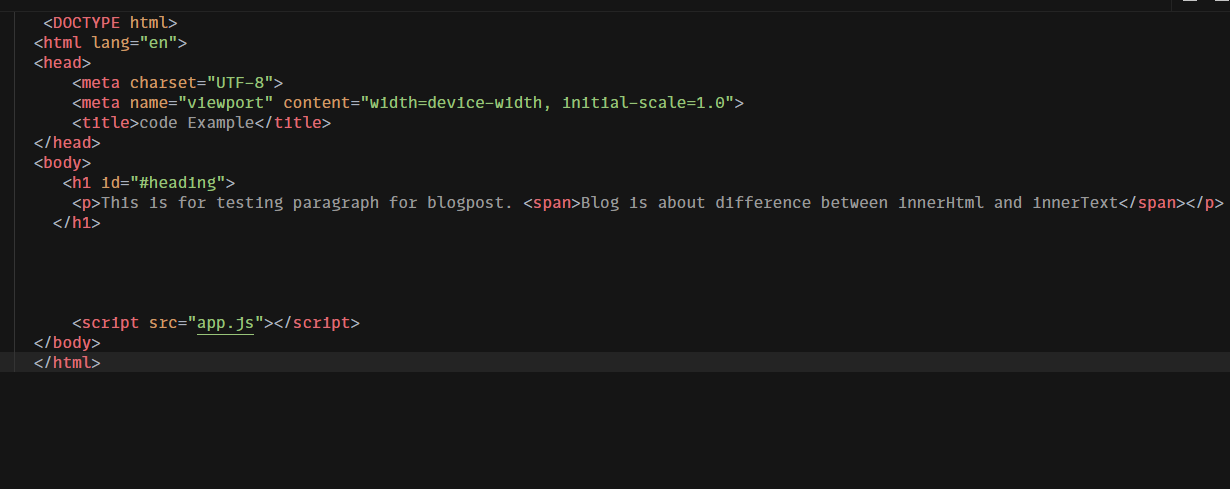 <DOCTYPE html>
<html lang="en">
<head>
<meta charset="UTF-8">
<meta name="viewport" content="width=device-width, initial-scale=1.0">
<title>code Example</title>
</head>
<body>
<h1 id="#heading">
<p>This is for testing paragraph for blogpost. <span>Blog is about difference between innerHtml and innerText</span></p>
</h1>
<script src="app.js"></script>
</body>
</html>